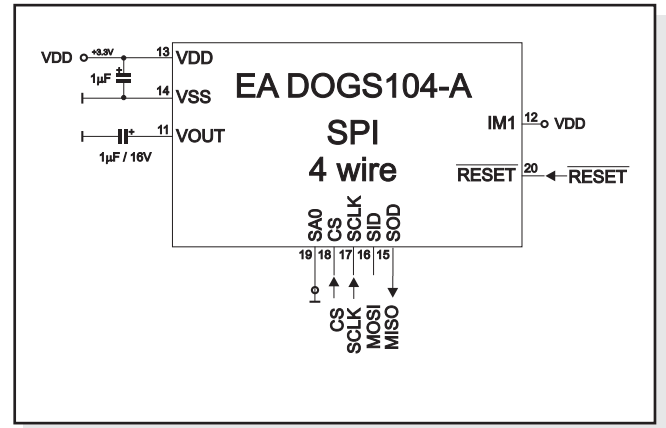 VDD +3.3V 13 VDD
1µF
14 VSS
11 VOUT
1µF / 16V
EA DOGS104-A
SPI
4 wire
IM1 12 VDD
RESET 20 RESET
SA0 CS SCLK SID SOD
19 18 17 16 15
CS SCLK MOSI MISO